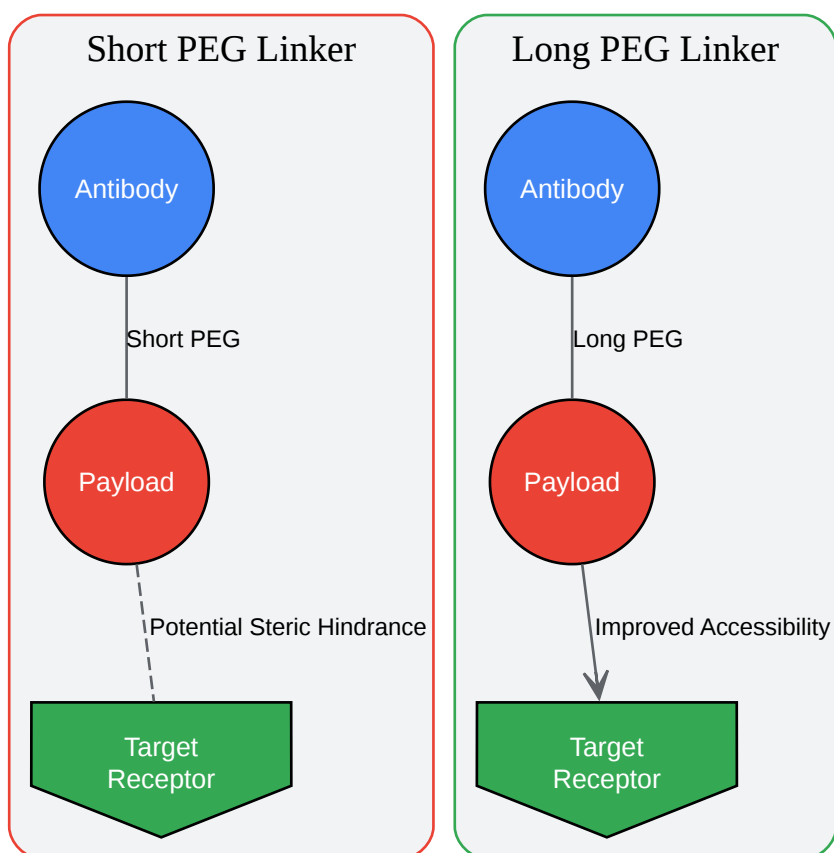 Short PEG Linker
Antibody
Short PEG
Payload
Potential Steric Hindrance
Target
Receptor
Long PEG Linker
Antibody
Long PEG
Payload
Improved Accessibility
Target
Receptor